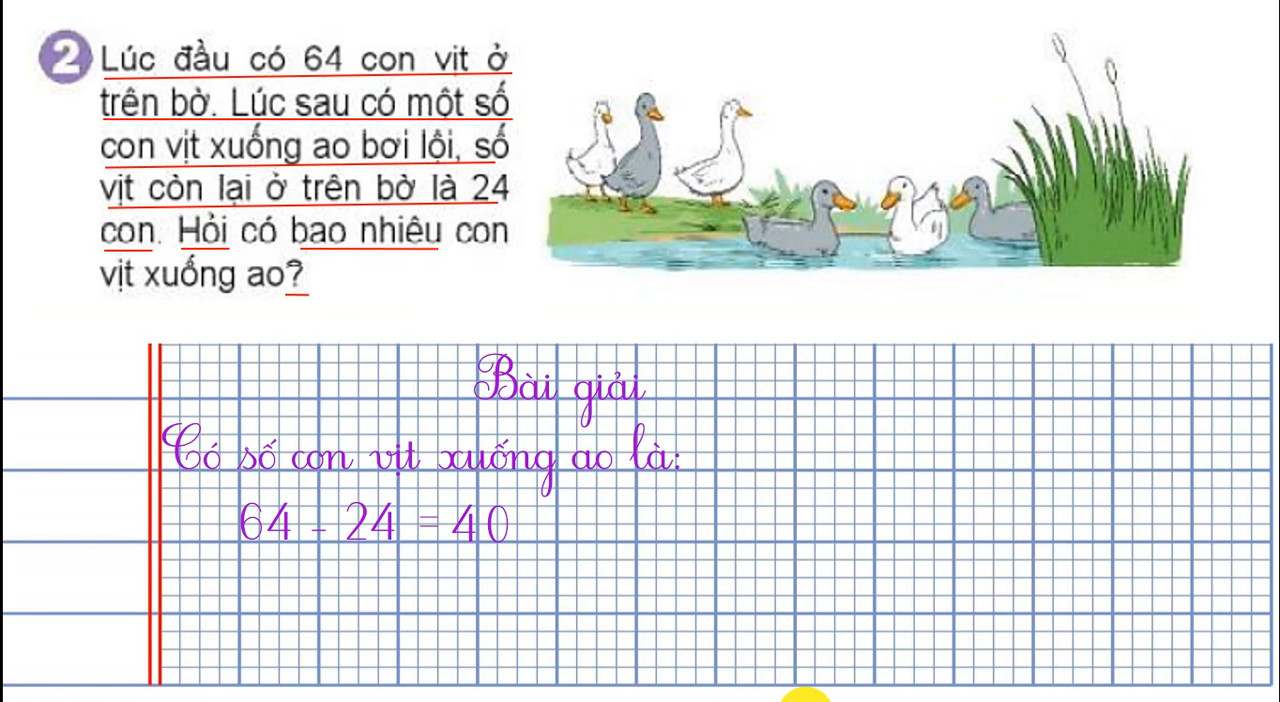 2 Lúc đầu có 64 con vịt ở
trên bờ. Lúc sau có một số
con vịt xuống ao bơi lội, số
vịt còn lại ở trên bờ là 24
con. Hỏi có bao nhiêu con
vịt xuống ao?
Bài giải
Có số con vịt xuống ao là:
64 - 24 = 40